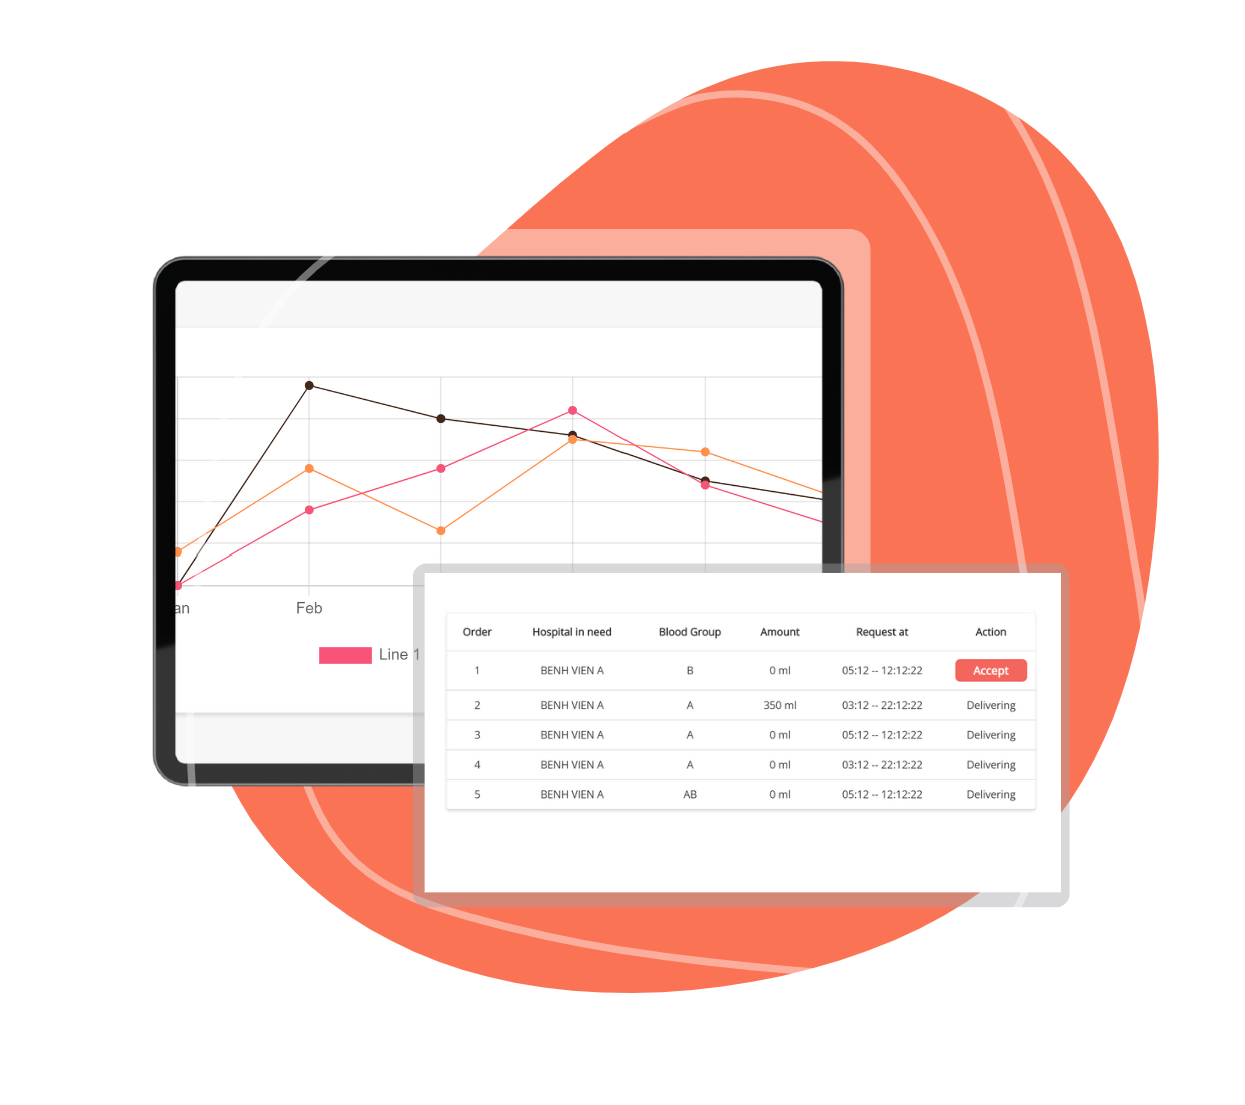 an Feb
Line 1
Order Hospital in need Blood Group Amount Request at Action
1 BENH VIEN A B 0 ml 05:12 -- 12:12:22 Accept
2 BENH VIEN A A 350 ml 03:12 -- 22:12:22 Delivering
3 BENH VIEN A A 0 ml 05:12 -- 12:12:22 Delivering
4 BENH VIEN A A 0 ml 03:12 -- 22:12:22 Delivering
5 BENH VIEN A AB 0 ml 05:12 -- 12:12:22 Delivering